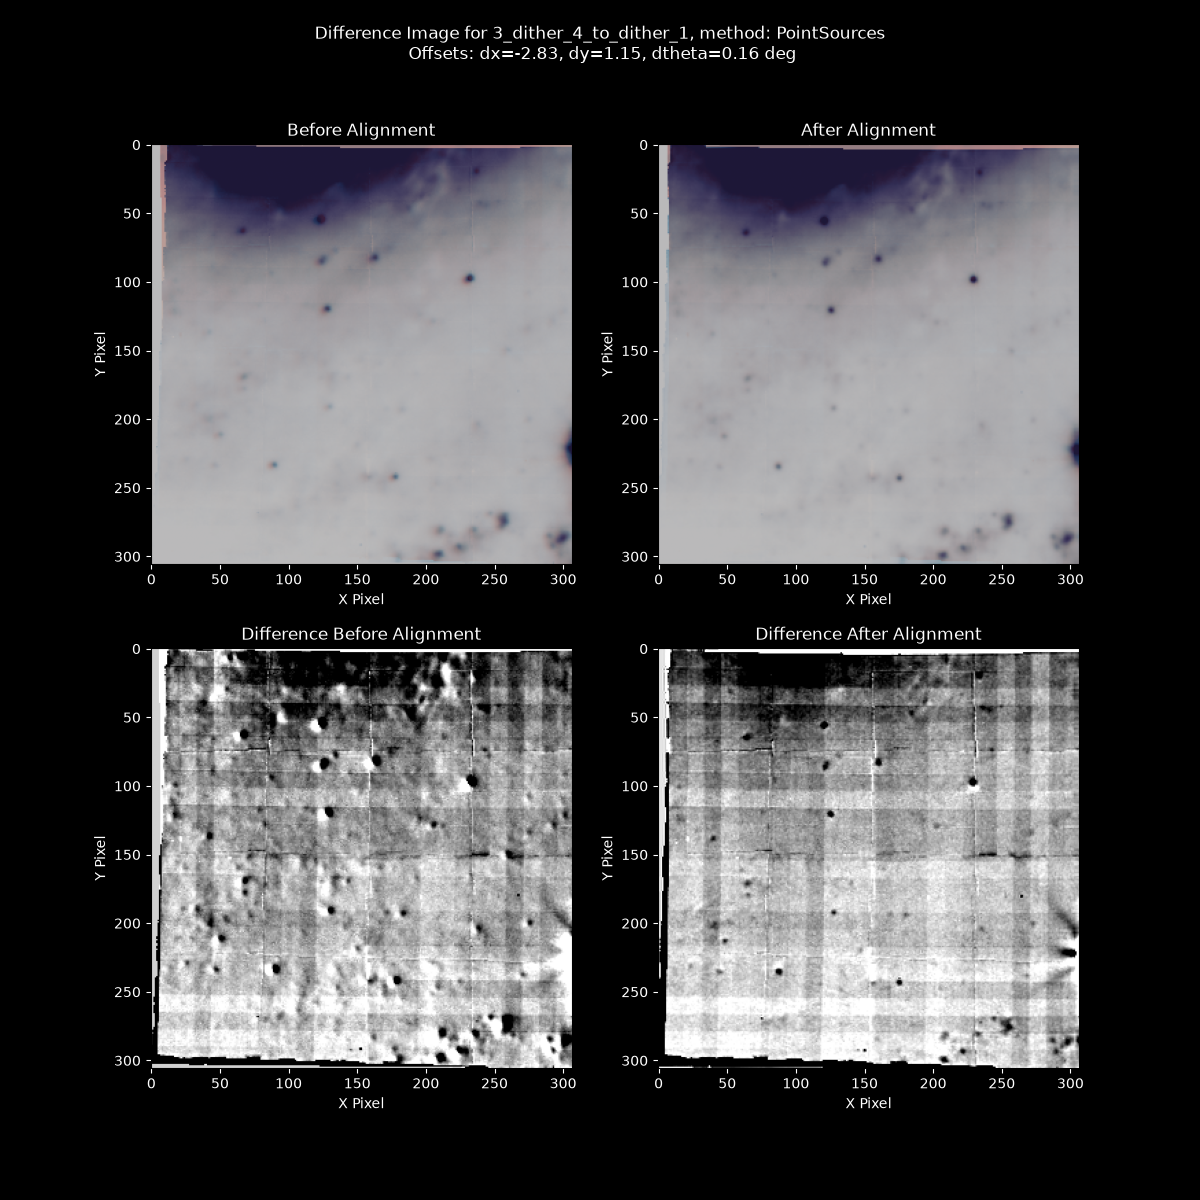 Difference Image for 3_dither_4_to_dither_1, method: PointSources
Offsets: dx=-2.83, dy=1.15, dtheta=0.16 deg
Before Alignment
After Alignment
0
50
100
150
200
250
300
Y Pixel
0 50 100 150 200 250 300
X Pixel
0
50
100
150
200
250
300
Y Pixel
0 50 100 150 200 250 300
X Pixel
Difference Before Alignment
Difference After Alignment
0
50
100
150
200
250
300
Y Pixel
0 50 100 150 200 250 300
X Pixel
0
50
100
150
200
250
300
Y Pixel
0 50 100 150 200 250 300
X Pixel